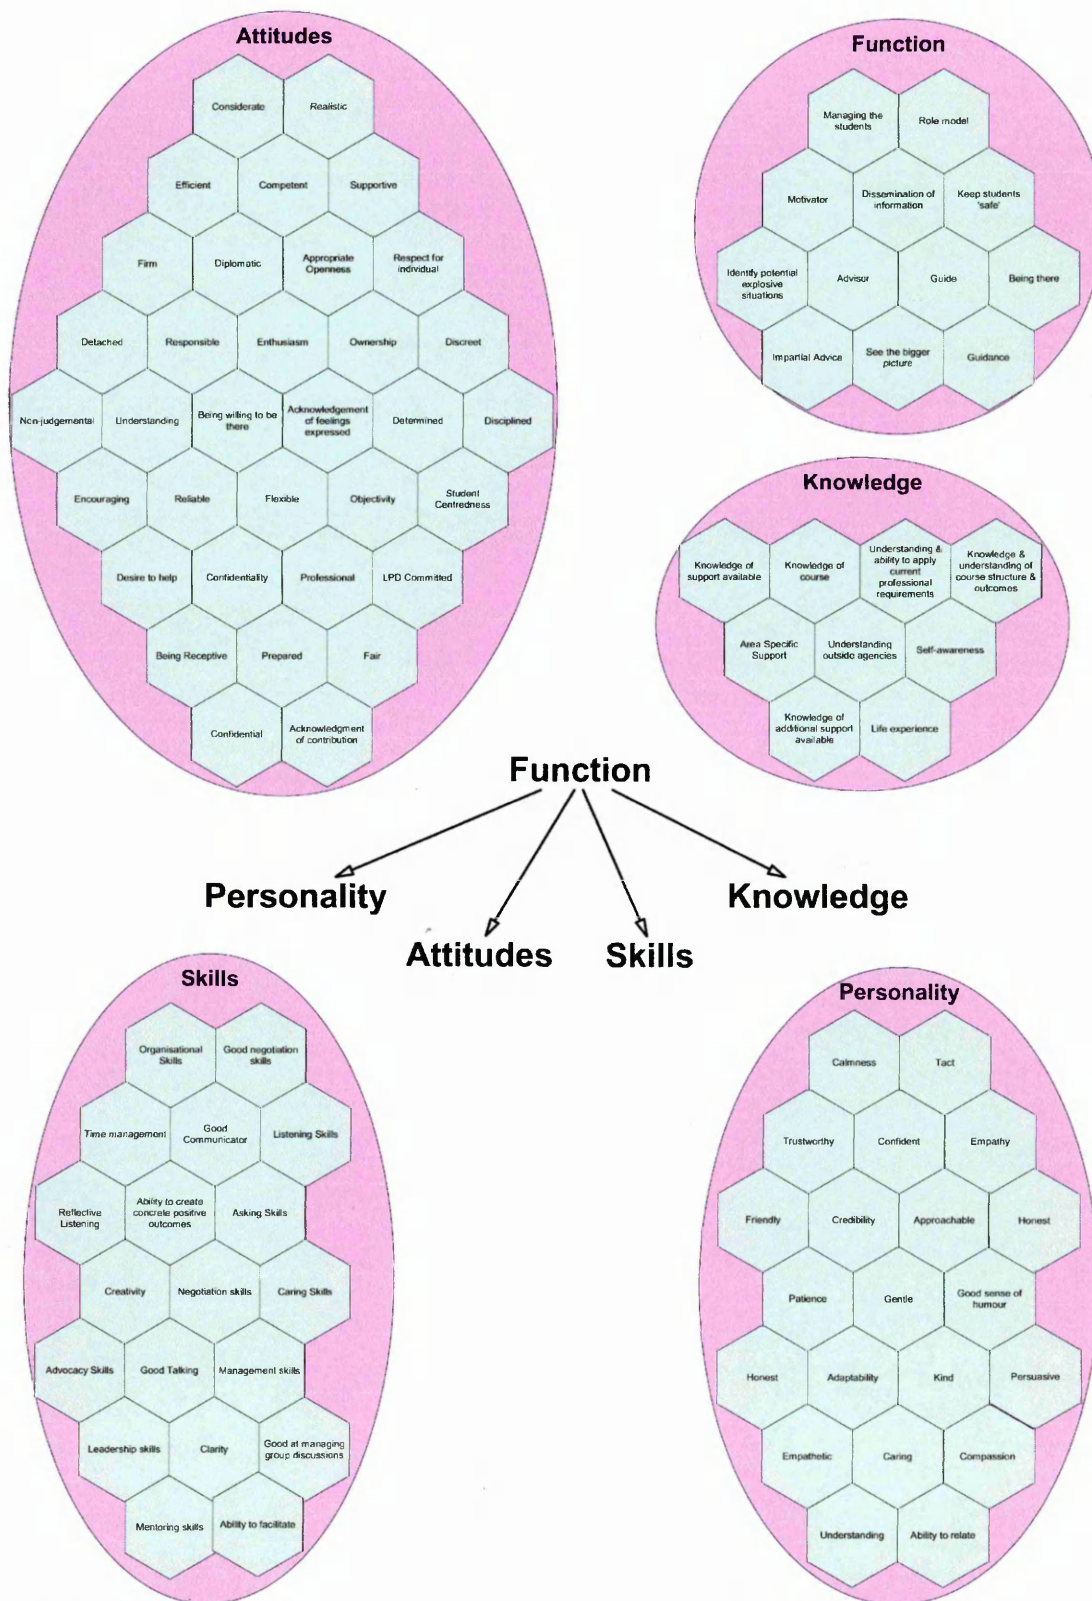 Attitudes
Considerate
Realistic
Efficient
Competent
Supportive
Firm
Diplomatic
Appropriate
Openness
Respect for
individual
Detached
Responsible
Enthusiasm
Ownership
Discreet
Non-judgemental
Understanding
Being willing to be
there
Acknowledgement
of feelings
expressed
Determined
Disciplined
Encouraging
Reliable
Flexible
Objectivity
Student
Centredness
Desire to help
Confidentiality
Professional
LPD Committed
Being Receptive
Prepared
Fair
Confidential
Acknowledgment
of contribution
Function
Managing the
students
Role model
Motivator
Dissemination of
information
Keep students
'safe'
Identify potential
explosive
situations
Advisor
Guide
Being there
Impartial Advice
See the bigger
picture
Guidance
Knowledge
Knowledge of
support available
Knowledge of
course
Understanding &
ability to apply
current
professional
requirements
Knowledge &
understanding of
course structure &
outcomes
Area Specific
Support
Understanding
outside agencies
Self-awareness
Knowledge of
additional support
available
Life experience
Function
Personality
Knowledge
Attitudes
Skills
Skills
Organisational
Skills
Good negotiation
skills
Time management
Good
Communicator
Listening Skills
Reflective
Listening
Ability to create
concrete positive
outcomes
Asking Skills
Creativity
Negotiation skills
Caring Skills
Advocacy Skills
Good Talking
Management skills
Leadership skills
Clarity
Good at managing
group discussions
Mentoring skills
Ability to facilitate
Personality
Calmness
Tact
Trustworthy
Confident
Empathy
Friendly
Credibility
Approachable
Honest
Patience
Gentle
Good sense of
humour
Honest
Adaptability
Kind
Persuasive
Empathetic
Caring
Compassion
Understanding
Ability to relate